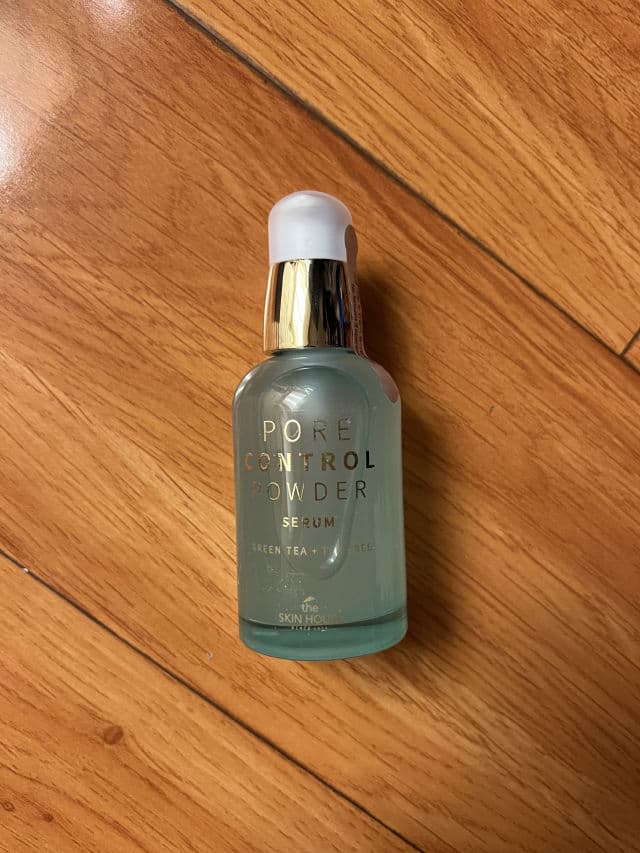 PORE
CONTROL
POWDER
SERUM
GREEN TEA +
the
SKIN HOUSE